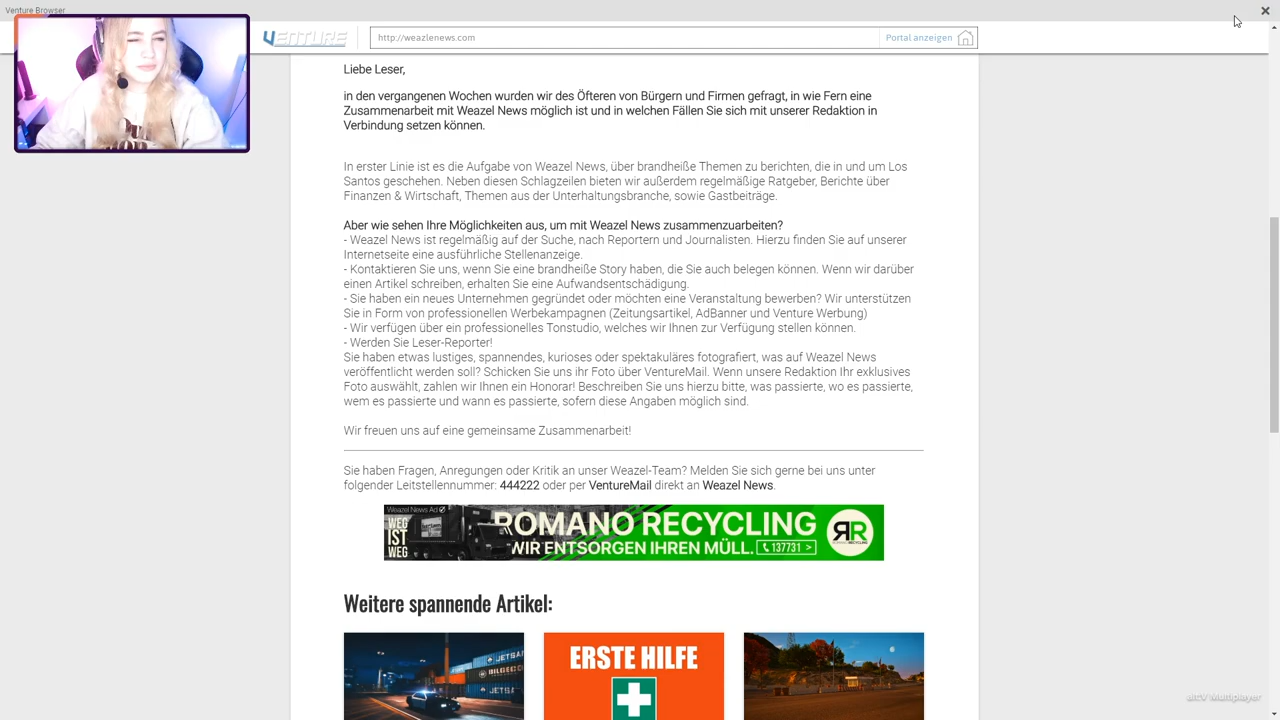 Venture Browser
VENTURE
http://weazlenews.com
Portal anzeigen
Liebe Leser,
in den vergangenen Wochen wurden wir des Öfteren von Bürgern und Firmen gefragt, in wie Fern eine
Zusammenarbeit mit Weazel News möglich ist und in welchen Fällen Sie sich mit unserer Redaktion in
Verbindung setzen können.
In erster Linie ist es die Aufgabe von Weazel News, über brandheiße Themen zu berichten, die in und um Los
Santos geschehen. Neben diesen Schlagzeilen bieten wir außerdem regelmäßige Ratgeber, Berichte über
Finanzen & Wirtschaft, Themen aus der Unterhaltungsbranche, sowie Gastbeiträge.
Aber wie sehen Ihre Möglichkeiten aus, um mit Weazel News zusammenzuarbeiten?
- Weazel News ist regelmäßig auf der Suche, nach Reportern und Journalisten. Hierzu finden Sie auf unserer
Internetseite eine ausführliche Stellenanzeige.
- Kontaktieren Sie uns, wenn Sie eine brandheiße Story haben, die Sie auch belegen können. Wenn wir darüber
einen Artikel schreiben, erhalten Sie eine Aufwandsentschädigung.
- Sie haben ein neues Unternehmen gegründet oder möchten eine Veranstaltung bewerben? Wir unterstützen
Sie in Form von professionellen Werbekampagnen (Zeitungsartikel, AdBanner und Venture Werbung)
- Wir verfügen über ein professionelles Tonstudio, welches wir Ihnen zur Verfügung stellen können.
- Werden Sie Leser-Reporter!
Sie haben etwas lustiges, spannendes, kurioses oder spektakuläres fotografiert, was auf Weazel News
veröffentlicht werden soll? Schicken Sie uns ihr Foto über VentureMail. Wenn unsere Redaktion Ihr exklusives
Foto auswählt, zahlen wir Ihnen ein Honorar! Beschreiben Sie uns hierzu bitte, was passierte, wo es passierte,
wem es passierte und wann es passierte, sofern diese Angaben möglich sind.
Wir freuen uns auf eine gemeinsame Zusammenarbeit!
Sie haben Fragen, Anregungen oder Kritik an unser Weazel-Team? Melden Sie sich gerne bei uns unter
folgender Leitstellennummer: 444222 oder per VentureMail direkt an Weazel News.
Weazel News Ad
WEG
IST
WEG
ROMANO RECYCLING
WIR ENTSORGEN IHREN MÜLL.
137731 >
RR
Weitere spannende Artikel:
JETSA
BILGECO
JETSA
ERSTE HILFE
alt:V Multiplayer